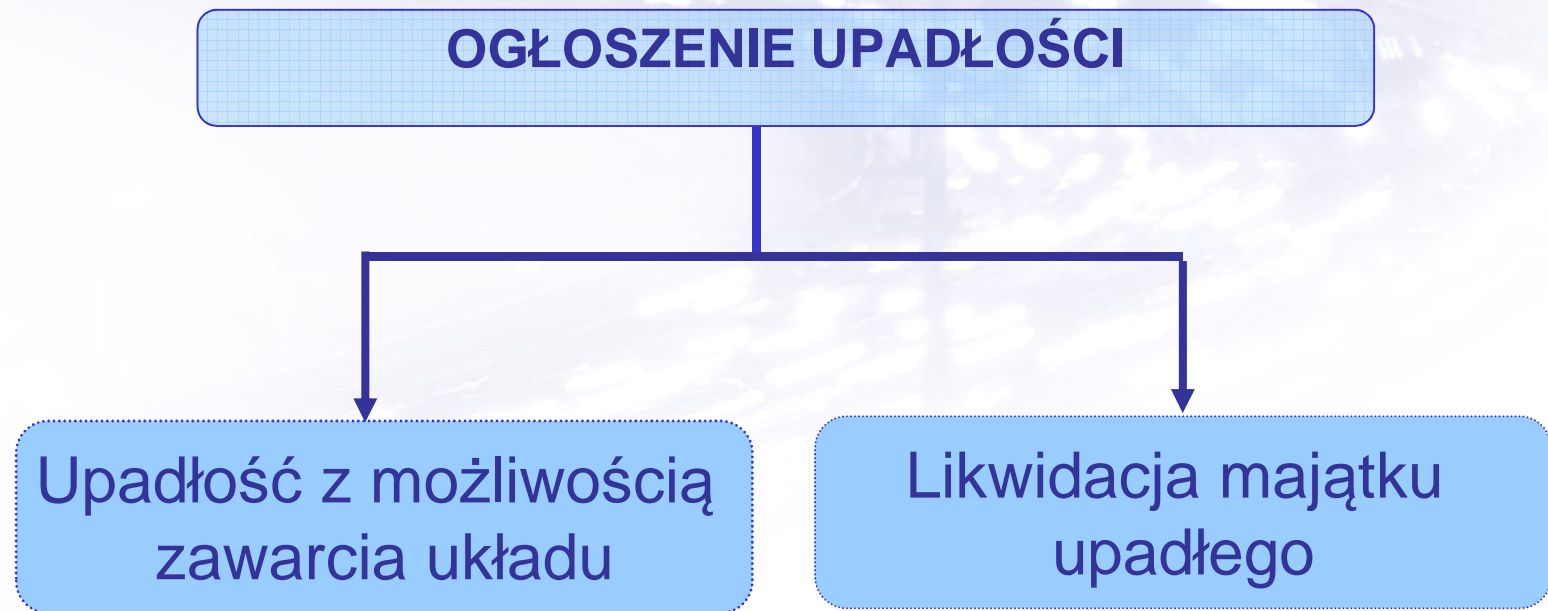 OGŁOSZENIE UPADŁOŚCI
Upadłość z możliwością
zawarcia układu
Likwidacja majątku
upadłego